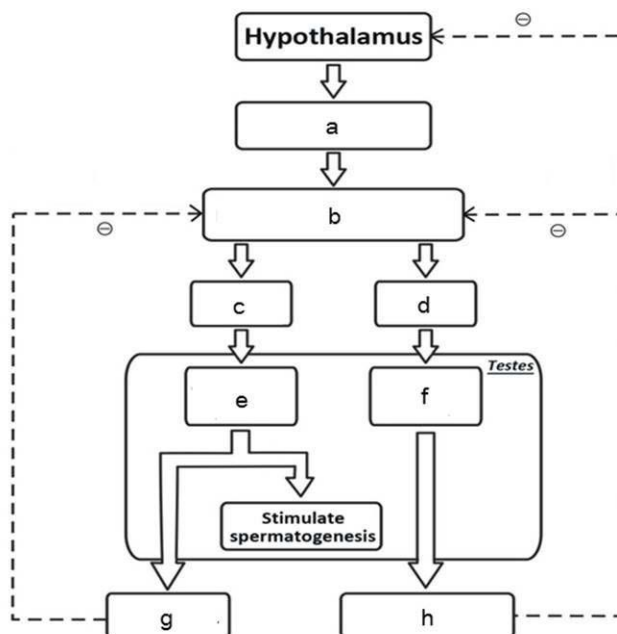 ⊖
Hypothalamus
a
b
⊖
⊖
c
d
Testes
e
f
Stimulate
spermatogenesis
g
h